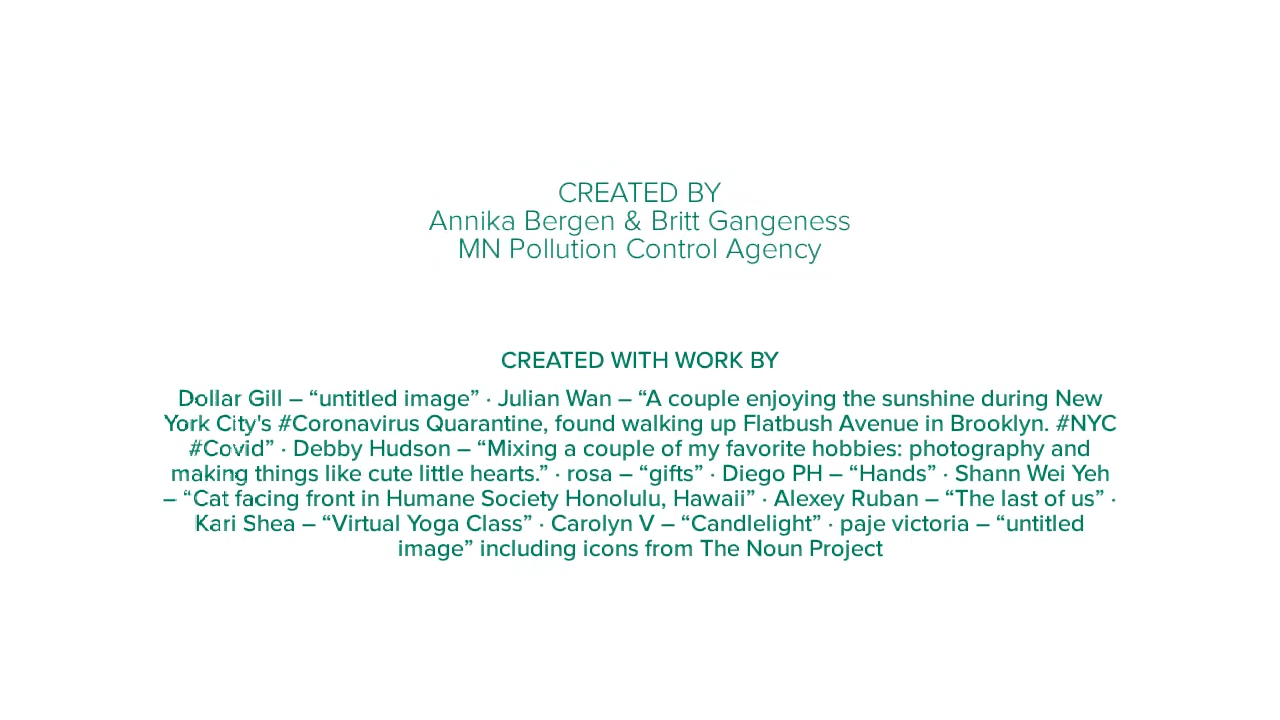 CREATED BY
Annika Bergen & Britt Gangeness
MN Pollution Control Agency
CREATED WITH WORK BY
Dollar Gill – “untitled image” · Julian Wan – “A couple enjoying the sunshine during New
York City's #Coronavirus Quarantine, found walking up Flatbush Avenue in Brooklyn. #NYC
#Covid” · Debby Hudson – “Mixing a couple of my favorite hobbies: photography and
making things like cute little hearts.” · rosa – “gifts” · Diego PH – “Hands” · Shann Wei Yeh
– “Cat facing front in Humane Society Honolulu, Hawaii” · Alexey Ruban – “The last of us” ·
Kari Shea – “Virtual Yoga Class” · Carolyn V – “Candlelight” · paje victoria – “untitled
image” including icons from The Noun Project